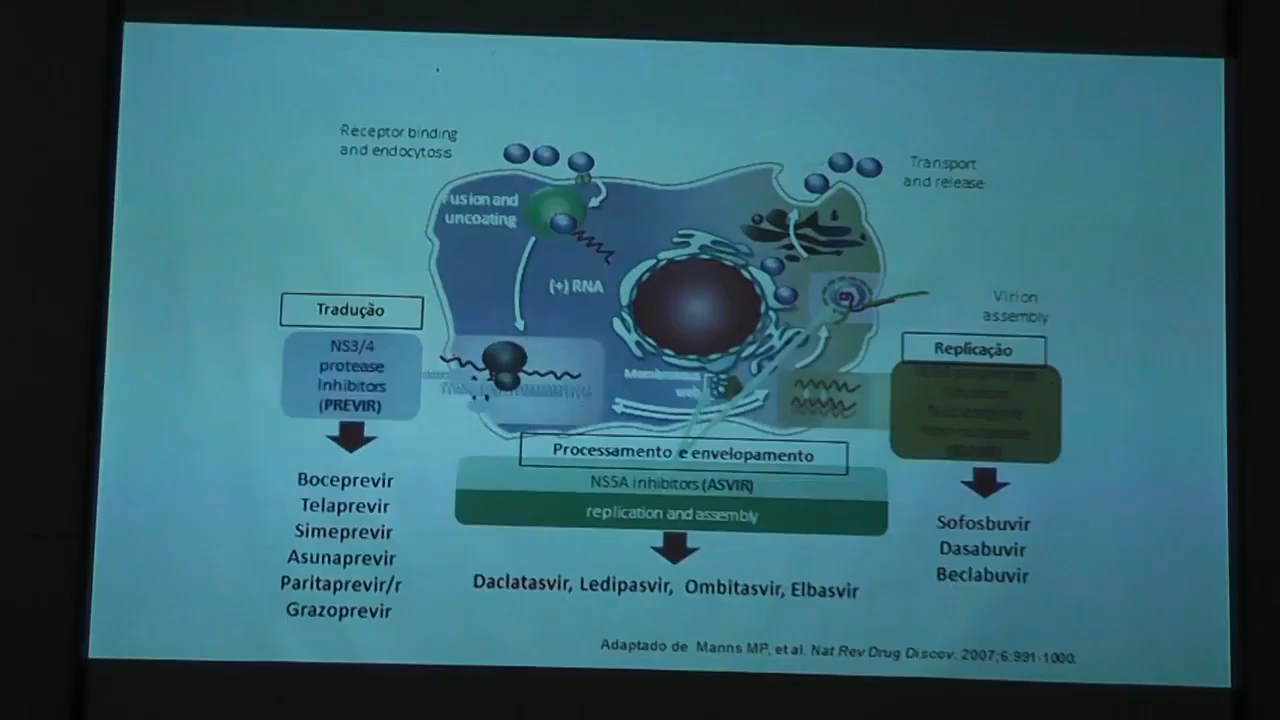 Receptor binding
and endocytosis
Transport
and release
Fusion and
uncoating
(+) RNA
Virion
assembly
Tradução
NS3/4
protease
Inhibitors
(PREVIR)
Replicação
Processamento e envelopamento
NS5A inhibitors (ASVIR)
replication and assembly
Boceprevir
Telaprevir
Simeprevir
Asunaprevir
Paritaprevir/r
Grazoprevir
Daclatasvir, Ledipasvir, Ombitasvir, Elbasvir
Sofosbuvir
Dasabuvir
Beclabuvir
Adaptado de Manns MP, et al. Nat Rev Drug Discov. 2007;6:991-1000.